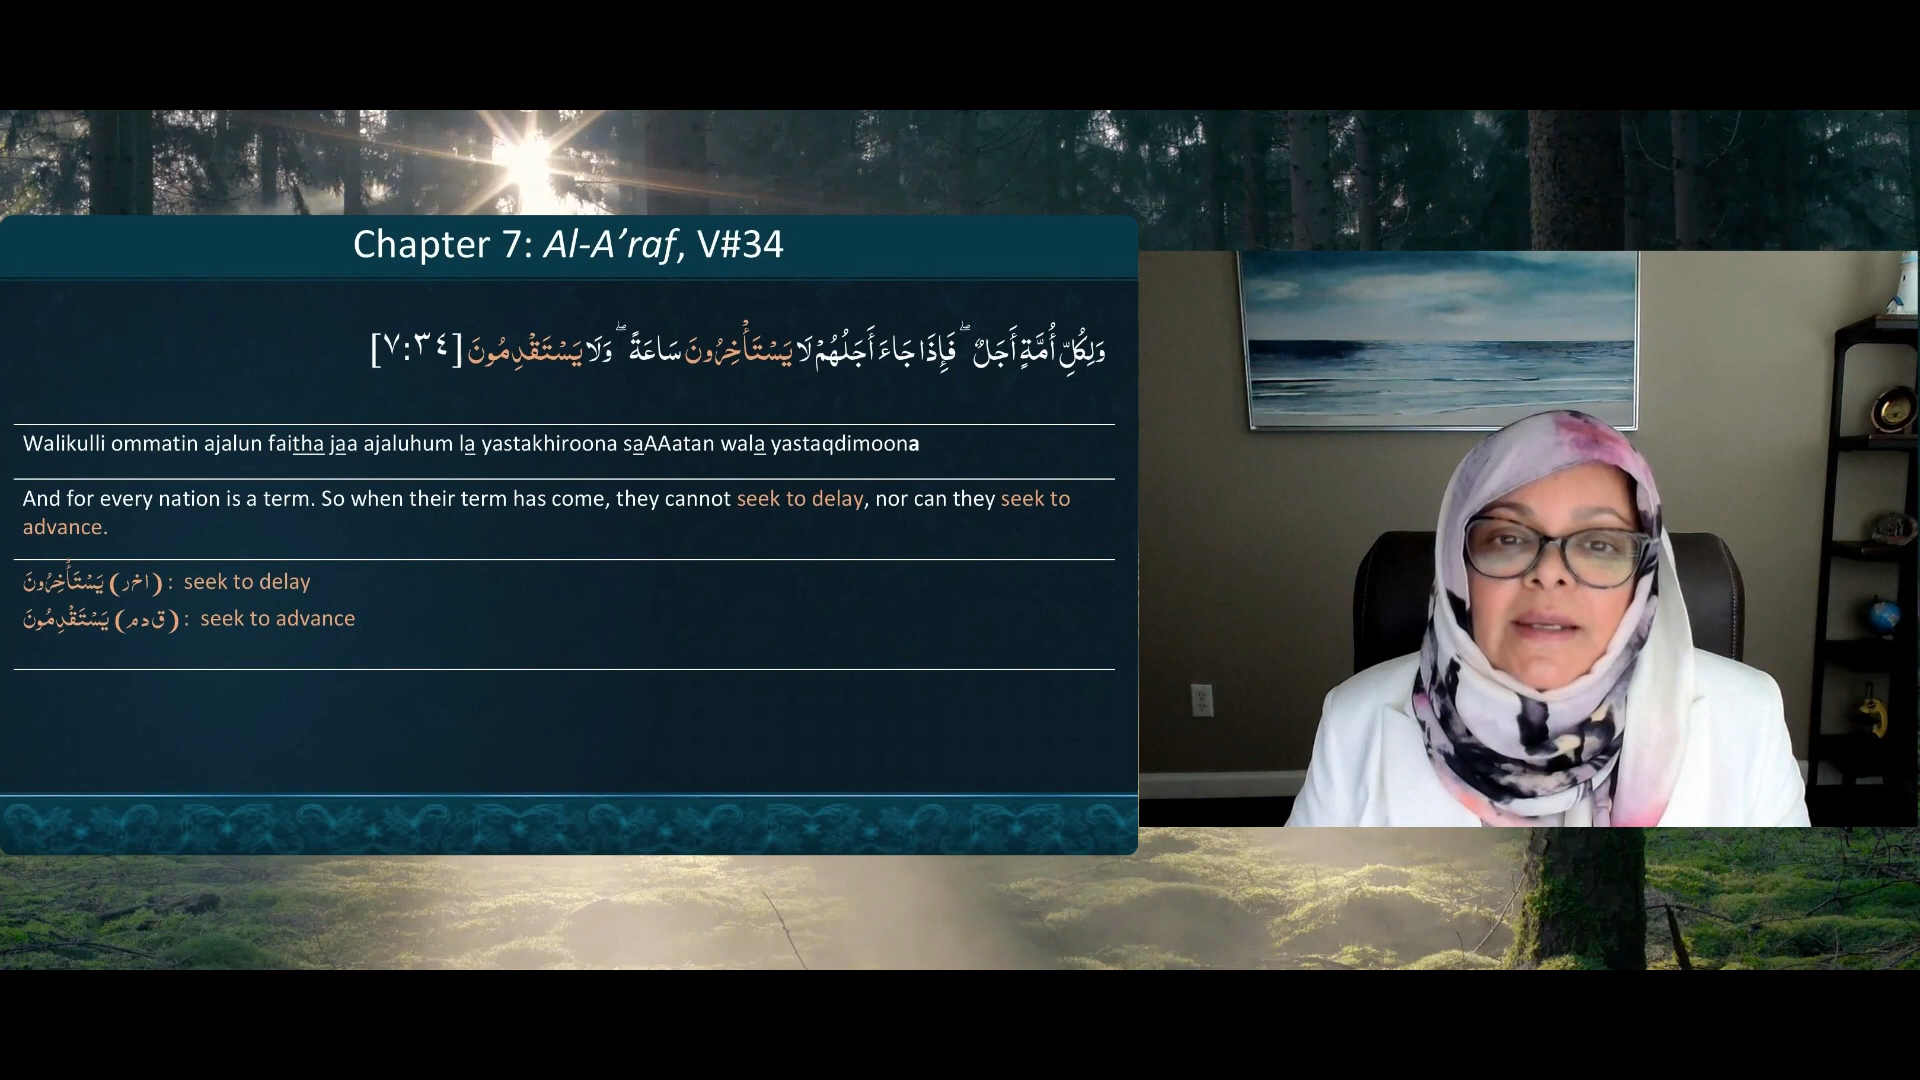 Chapter 7: Al-A’raf, V#34
وَلِكُلِّ أُمَّةٍ أَجَلٌ ۖ فَإِذَا جَاءَ أَجَلُهُمْ لَا يَسْتَأْخِرُونَ سَاعَةً ۖ وَلَا يَسْتَقْدِمُونَ [٧:٣٤]
Walikulli ommatin ajalun faitha jaa ajaluhum la yastakhiroona saAAatan wala yastaqdimoona
And for every nation is a term. So when their term has come, they cannot seek to delay, nor can they seek to
advance.
يَسْتَأْخِرُونَ (اخر) : seek to delay
يَسْتَقْدِمُونَ (ق د م) : seek to advance